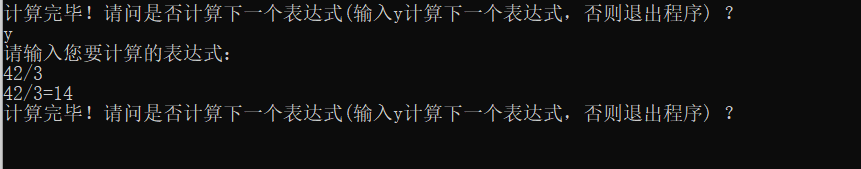 计算完毕！请问是否计算下一个表达式(输入y计算下一个表达式，否则退出程序) ？
y
请输入您要计算的表达式：
42/3
42/3=14
计算完毕！请问是否计算下一个表达式(输入y计算下一个表达式，否则退出程序) ？